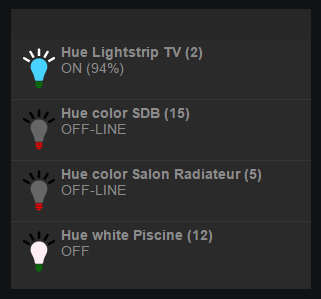 Hue Lightstrip TV (2)
ON (94%)
Hue color SDB (15)
OFF-LINE
Hue color Salon Radiateur (5)
OFF-LINE
Hue white Piscine (12)
OFF